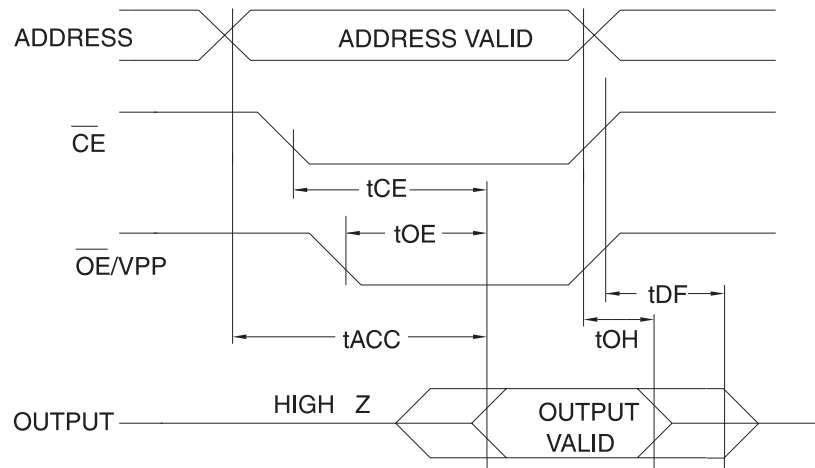 ADDRESS
ADDRESS VALID
CE
tCE
tOE
OE/VPP
tDF
tACC
tOH
HIGH Z
OUTPUT
OUTPUT
VALID